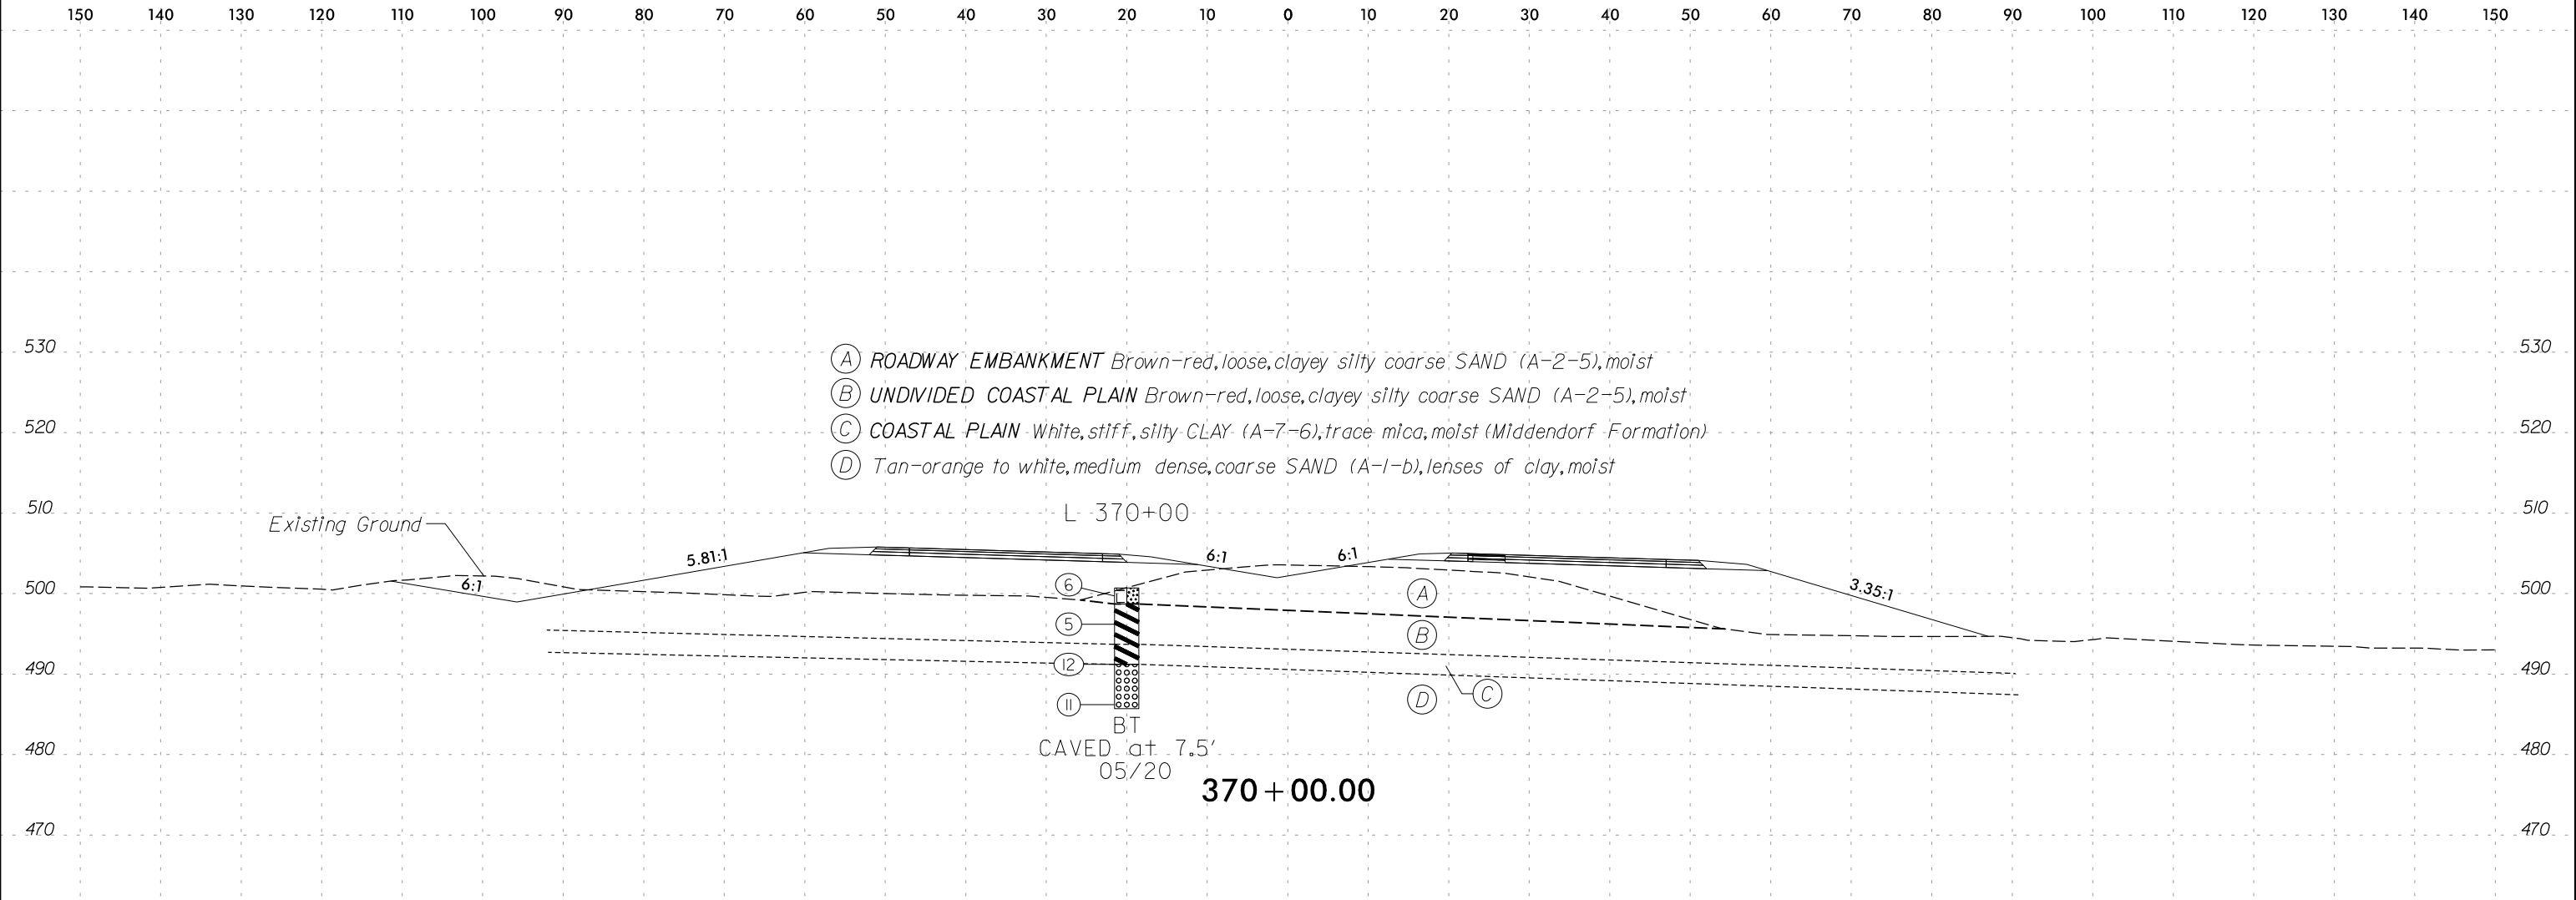 150 140 130 120 110 100 90 80 70 60 50 40 30 20 10 0 10 20 30 40 50 60 70 80 90 100 110 120 130 140 150
530 530
A ROADWAY EMBANKMENT Brown-red, loose, clayey silty coarse SAND (A-2-5), moist
B UNDIVIDED COASTAL PLAIN Brown-red, loose, clayey silty coarse SAND (A-2-5), moist
520 520
C COASTAL PLAIN White, stiff, silty CLAY (A-7-6), trace mica, moist (Middendorf Formation)
D Tan-orange to white, medium dense, coarse SAND (A-1-b), lenses of clay, moist
510 510
L 370+00
Existing Ground
5.81:1 6:1 6:1
6:1 3.35:1
500 500
6 A
5 B
490 490
12
11 D C
BT
CAVED at 7.5'
480 480
05/20
370+00.00
470 470